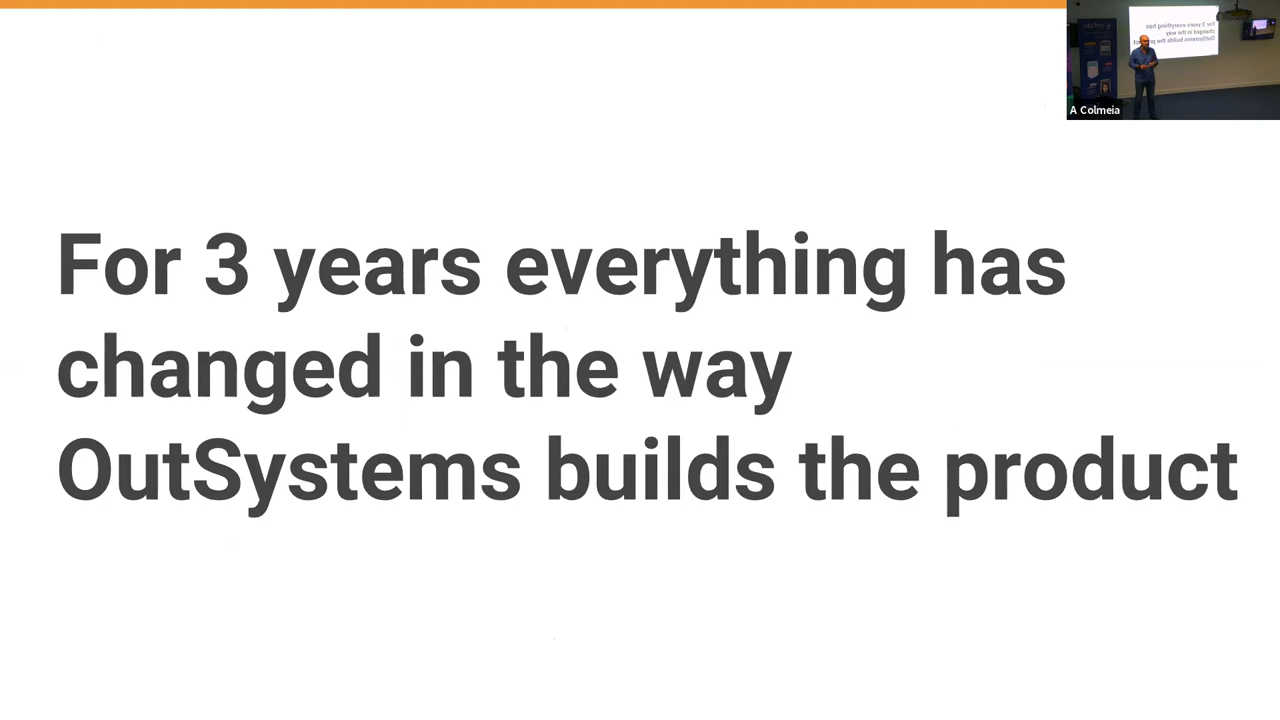 For 3 years everything has
changed in the way
OutSystems builds the product
A Colmeia